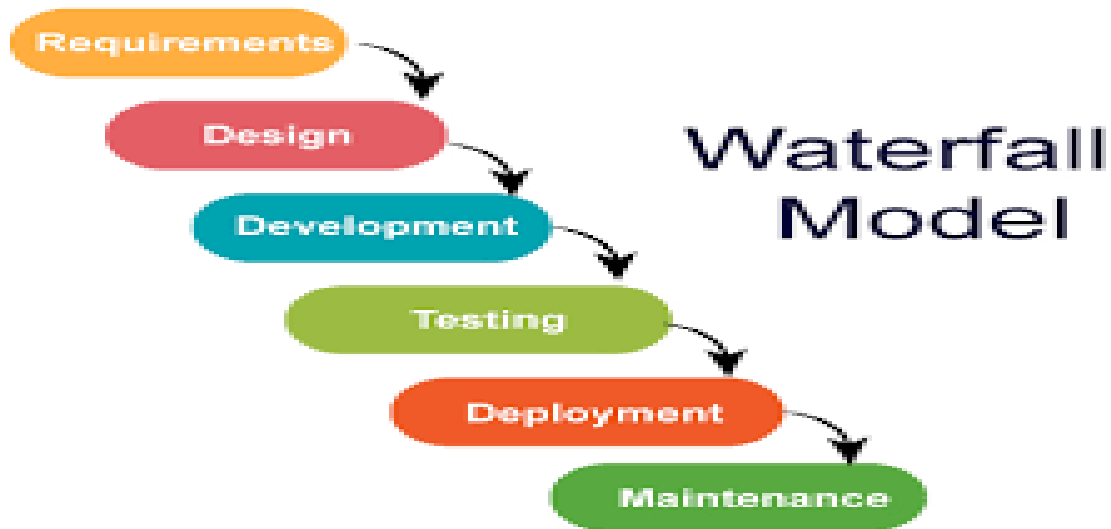 Requirements
Design
Development
Testing
Deployment
Maintenance
Waterfall
Model